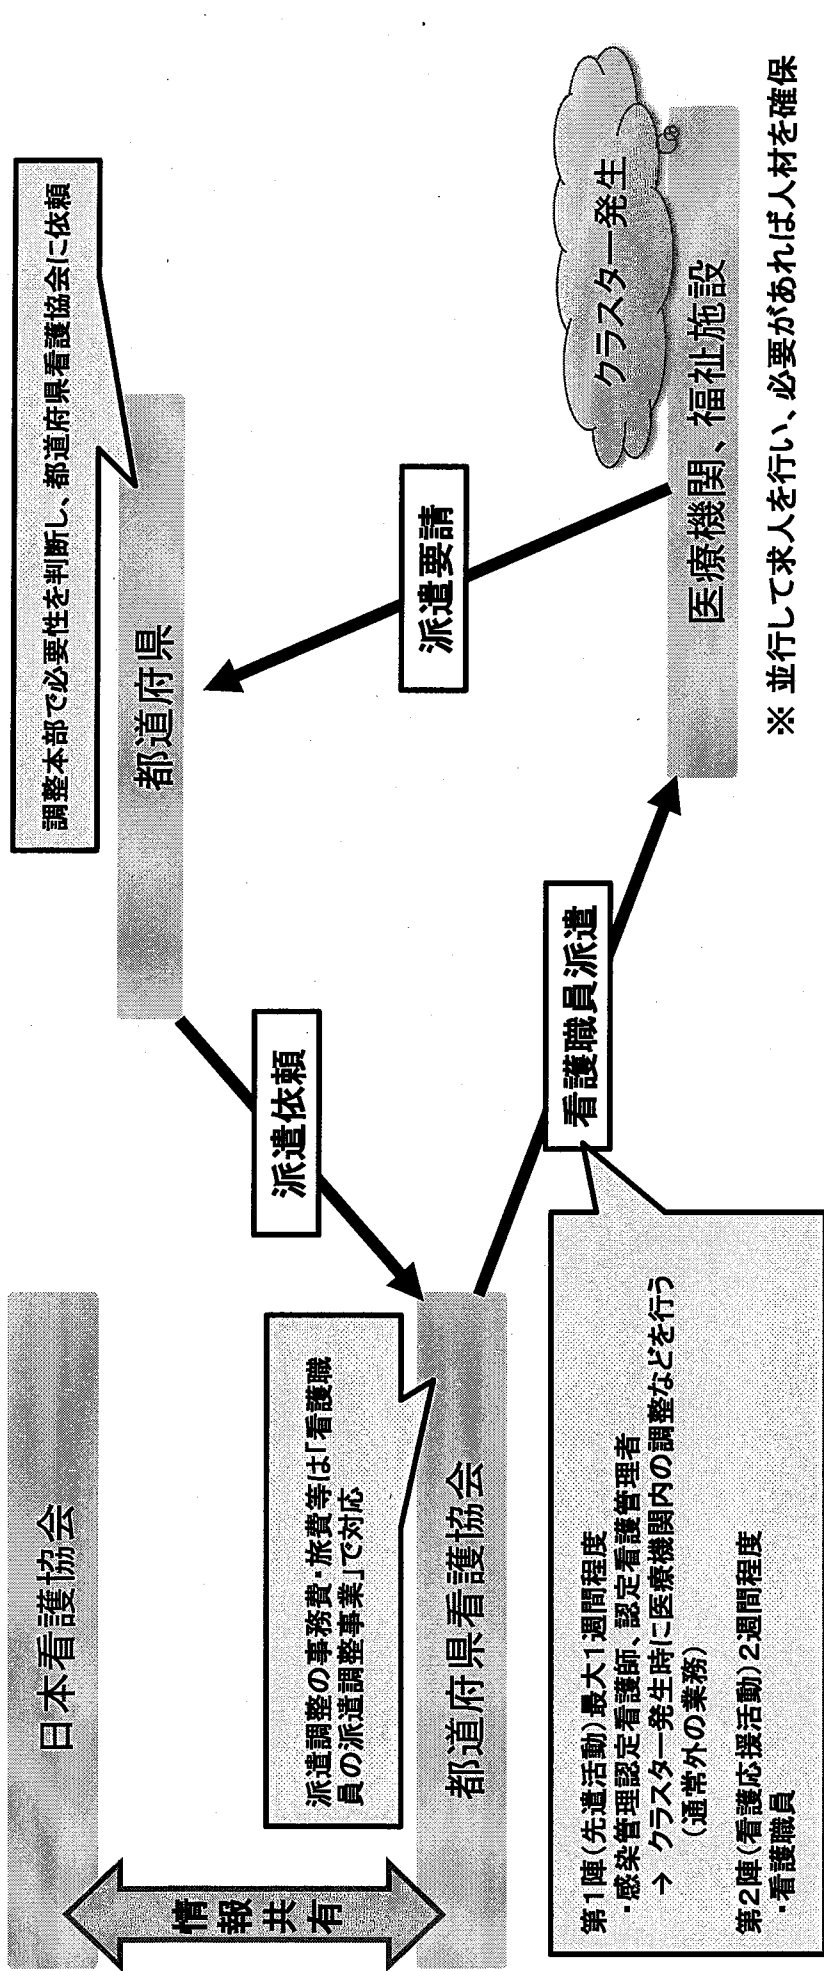 日本看護協会
調整本部で必要性を判断し、都道府県看護協会に依頼
都道府県
情報共有
派遣依頼
派遣調整の事務費・旅費等は「看護職
員の派遣調整事業」で対応
都道府県看護協会
派遣要請
クラスター発生
看護職員派遣
医療機関、福祉施設
第1陣(先遣活動)最大1週間程度
・感染管理認定看護師、認定看護管理者
→ クラスター発生時に医療機関内の調整などを行う
(通常外の業務)
第2陣(看護応援活動)2週間程度
・看護職員
※ 並行して求人を行い、必要があれば人材を確保